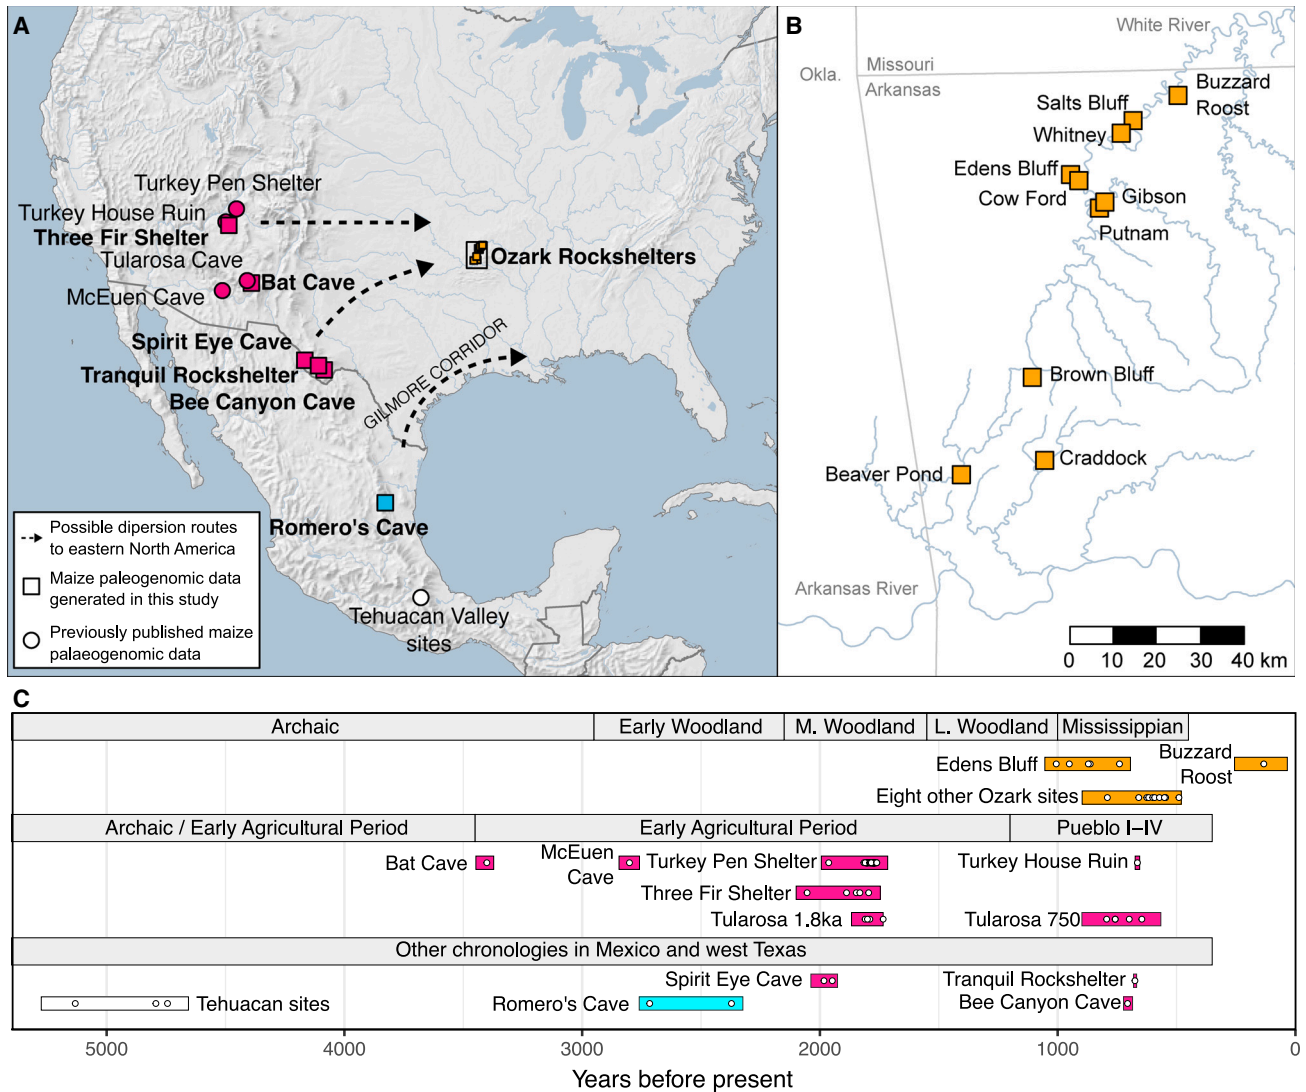 A
Turkey Pen Shelter
Turkey House Ruin
Three Fir Shelter
Tularosa Cave
Bat Cave
McEuen Cave
Ozark Rockshelters
Spirit Eye Cave
Tranquil Rockshelter
Bee Canyon Cave
GILMORE CORRIDOR
Romero's Cave
Tehuacan Valley
sites
Possible dipersion routes
to eastern North America
Maize paleogenomic data
generated in this study
Previously published maize
palaeogenomic data
B
White River
Okla.
Missouri
Arkansas
Buzzard
Roost
Salts Bluff
Whitney
Edens Bluff
Cow Ford
Gibson
Putnam
Brown Bluff
Craddock
Beaver Pond
Arkansas River
0 10 20 30 40 km
C
Archaic Early Woodland M. Woodland L. Woodland Mississippian
Edens Bluff
Buzzard
Roost
Eight other Ozark sites
Archaic / Early Agricultural Period Early Agricultural Period Pueblo I–IV
Bat Cave
McEuen
Cave
Turkey Pen Shelter
Turkey House Ruin
Three Fir Shelter
Tularosa 1.8ka
Tularosa 750
Other chronologies in Mexico and west Texas
Spirit Eye Cave
Tranquil Rockshelter
Tehuacan sites
Romero's Cave
Bee Canyon Cave
5000 4000 3000 2000 1000 0
Years before present